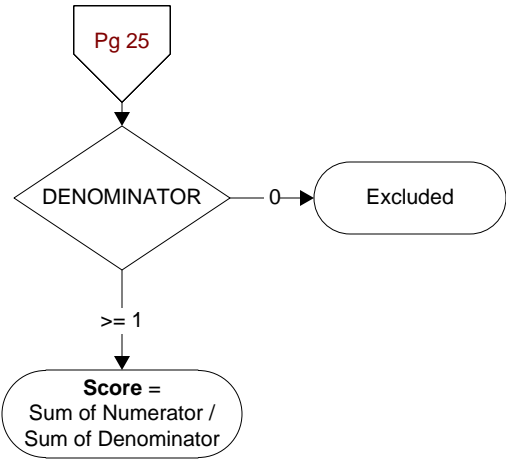 Pg 25
DENOMINATOR
0
Excluded
>= 1
Score =
Sum of Numerator /
Sum of Denominator